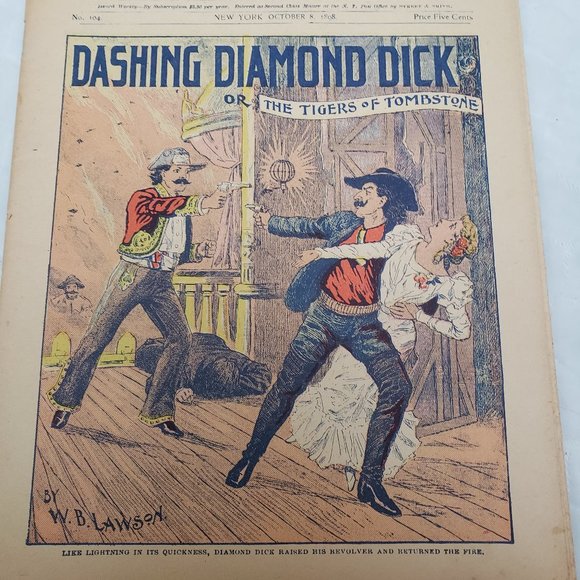 Issued Weekly—By Subscription $2.50 per year. Entered as Second Class Matter at the N. Y. Post Office by STREET & SMITH.
No. 104. NEW YORK OCTOBER 8, 1898. Price Five Cents
DASHING DIAMOND DICK
OR THE TIGERS OF TOMBSTONE
BY
W. B. LAWSON
LIKE LIGHTNING IN ITS QUICKNESS, DIAMOND DICK RAISED HIS REVOLVER AND RETURNED THE FIRE.